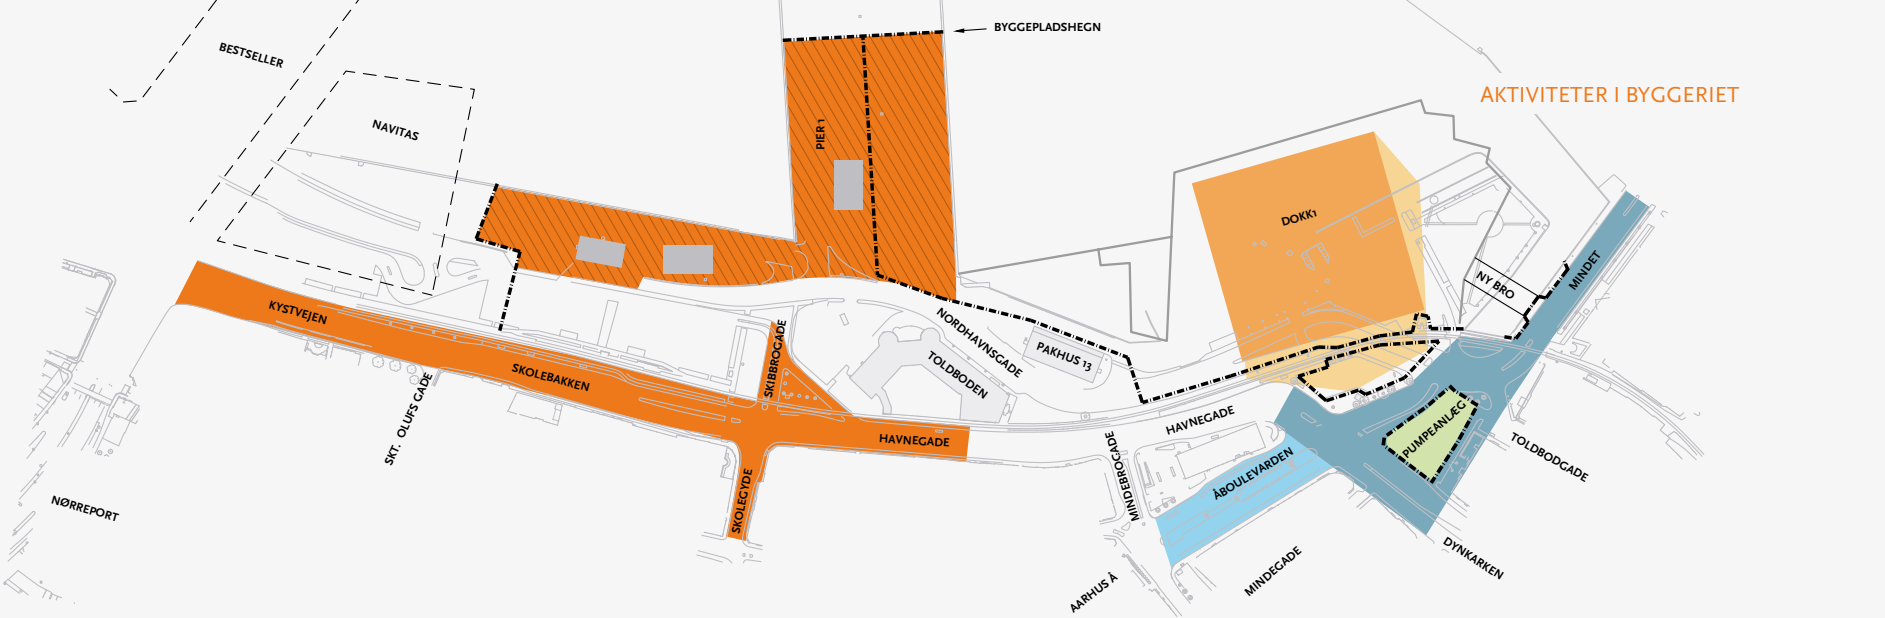 BYGGEPLADSHEGN
BESTSELLER
AKTIVITETER I BYGGERIET
NAVITAS
PIER 1
DOKK1
NY BRO
MINDET
KYSTVEJEN
NORDHAVNSGADE
PAKHUS 13
SKIBBROGADE
TOLDBODEN
SKOLEBAKKEN
SKT. OLUFS GADE
HAVNEGADE
HAVNEGADE
PUMPEANLÆG
MINDEBROGADE
TOLDBODGADE
ÅBOULEVARDEN
SKOLEGYDE
NØRREPORT
DYNKARKEN
MINDEGADE
AARHUS Å